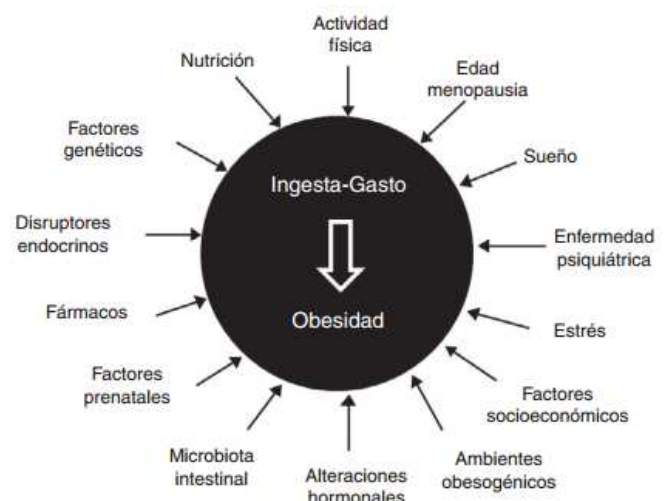 Actividad
física
Nutrición
Edad
menopausia
Factores
genéticos
Sueño
Ingesta-Gasto
Disruptores
endocrinos
Enfermedad
psiquiátrica
Fármacos
Obesidad
Estrés
Factores
prenatales
Factores
socioeconómicos
Microbiota
intestinal
Ambientes
obesogénicos
Alteraciones
hormonales